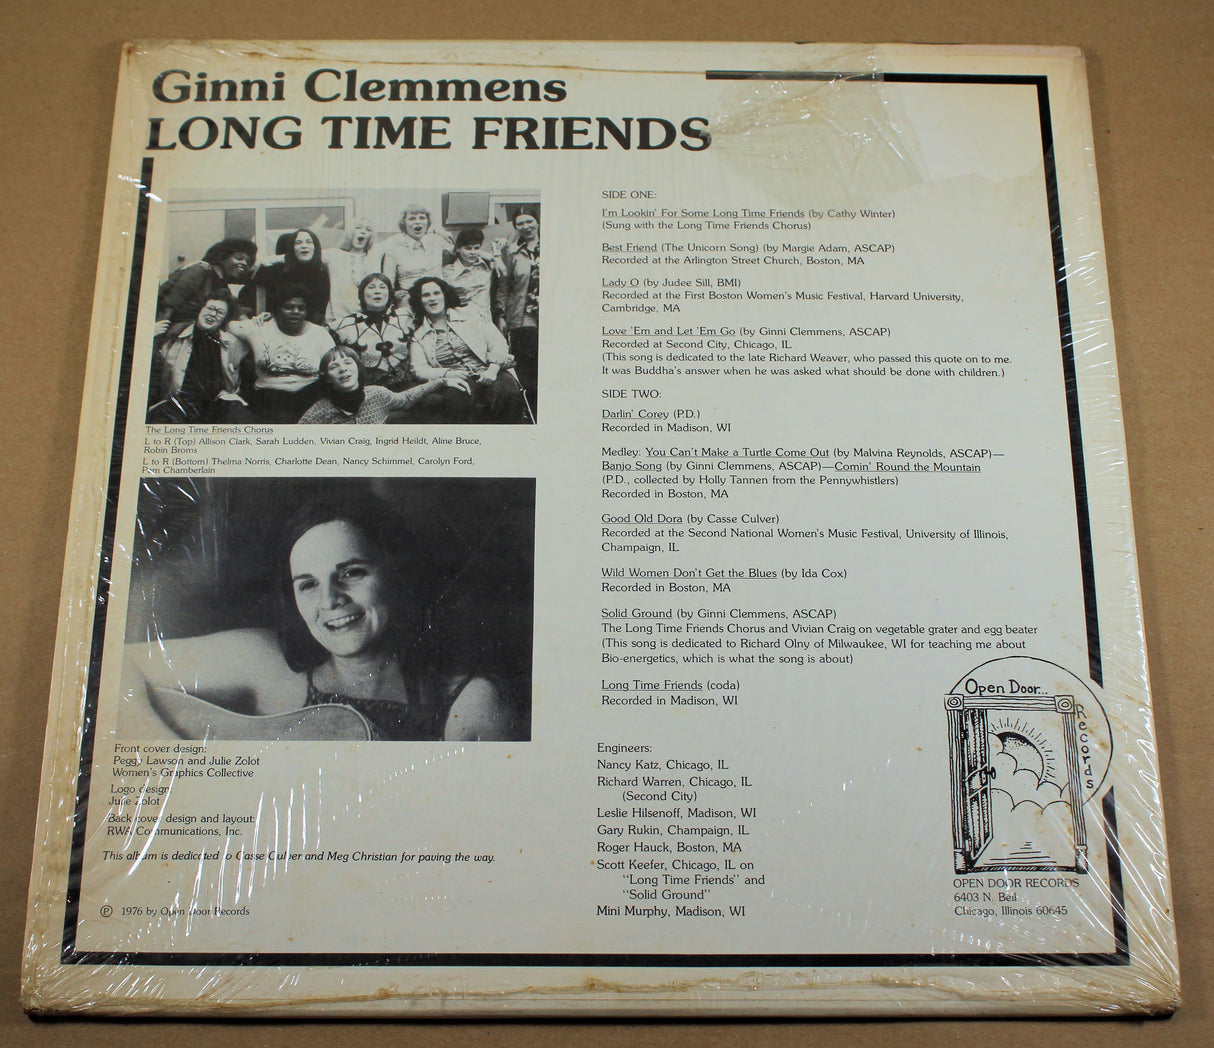 Ginni Clemmens
LONG TIME FRIENDS
The Long Time Friends Chorus
L to R (Top) Allison Clark, Sarah Ludden, Vivian Craig, Ingrid Heildt, Aline Bruce,
Robin Broms
L to R (Bottom) Thelma Norris, Charlotte Dean, Nancy Schimmel, Carolyn Ford,
Pam Chamberlain
Front cover design:
Peggy Lawson and Julie Zolot
Women's Graphics Collective
Logo design:
Julie Zolot
Back cover design and layout:
RWA Communications, Inc.
This album is dedicated to Casse Culver and Meg Christian for paving the way.
Ⓟ 1976 by Open Door Records
SIDE ONE:
I'm Lookin' For Some Long Time Friends (by Cathy Winter)
(Sung with the Long Time Friends Chorus)
Best Friend (The Unicorn Song) (by Margie Adam, ASCAP)
Recorded at the Arlington Street Church, Boston, MA
Lady O (by Judee Sill, BMI)
Recorded at the First Boston Women's Music Festival, Harvard University,
Cambridge, MA
Love 'Em and Let 'Em Go (by Ginni Clemmens, ASCAP)
Recorded at Second City, Chicago, IL
(This song is dedicated to the late Richard Weaver, who passed this quote on to me.
It was Buddha's answer when he was asked what should be done with children.)
SIDE TWO:
Darlin' Corey (P.D.)
Recorded in Madison, WI
Medley: You Can't Make a Turtle Come Out (by Malvina Reynolds, ASCAP)—
Banjo Song (by Ginni Clemmens, ASCAP)—Comin' Round the Mountain
(P.D., collected by Holly Tannen from the Pennywhistlers)
Recorded in Boston, MA
Good Old Dora (by Casse Culver)
Recorded at the Second National Women's Music Festival, University of Illinois,
Champaign, IL
Wild Women Don't Get the Blues (by Ida Cox)
Recorded in Boston, MA
Solid Ground (by Ginni Clemmens, ASCAP)
The Long Time Friends Chorus and Vivian Craig on vegetable grater and egg beater
(This song is dedicated to Richard Olny of Milwaukee, WI for teaching me about
Bio-energetics, which is what the song is about)
Long Time Friends (coda)
Recorded in Madison, WI
Engineers:
Nancy Katz, Chicago, IL
Richard Warren, Chicago, IL
(Second City)
Leslie Hilsenoff, Madison, WI
Gary Rukin, Champaign, IL
Roger Hauck, Boston, MA
Scott Keefer, Chicago, IL on
"Long Time Friends" and
"Solid Ground"
Mini Murphy, Madison, WI
Open Door...
Records
OPEN DOOR RECORDS
6403 N. Bell
Chicago, Illinois 60645